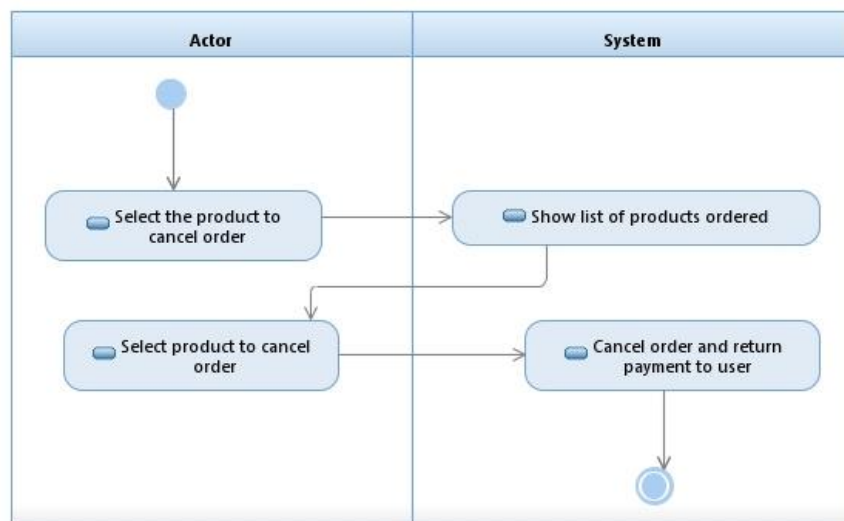 Actor
System
Select the product to
cancel order
Show list of products ordered
Select product to cancel
order
Cancel order and return
payment to user